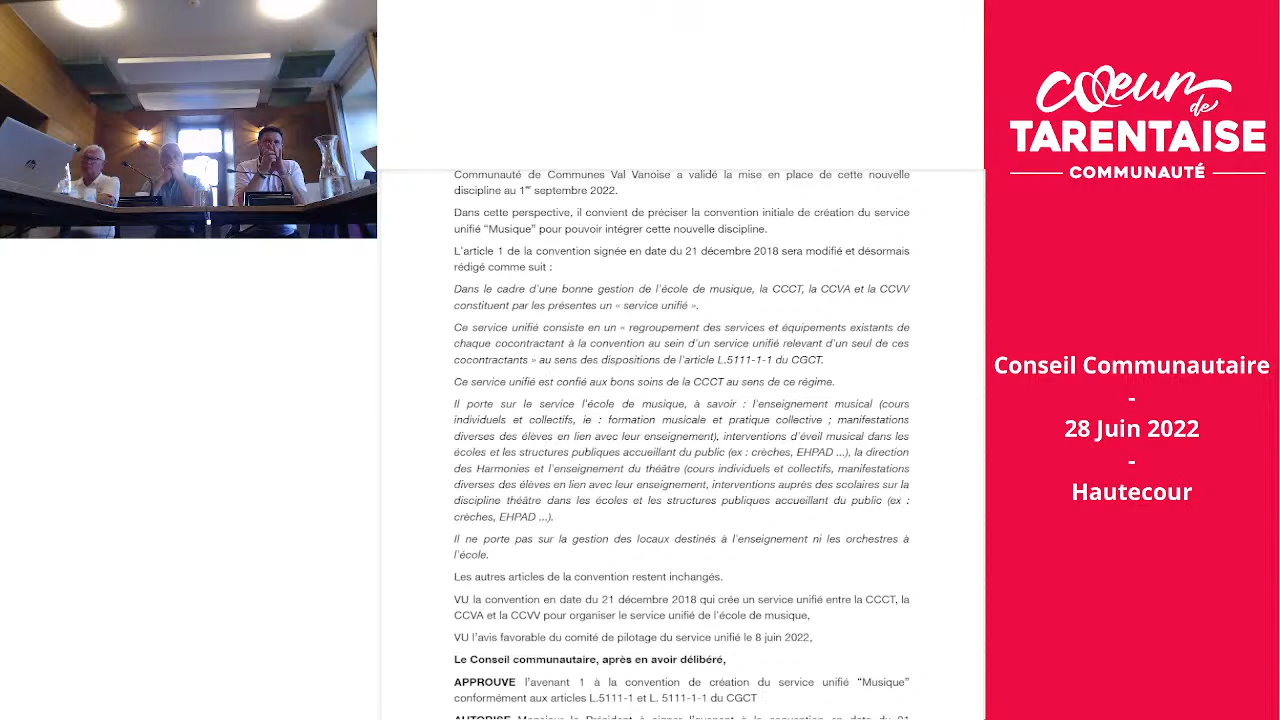 Communauté de Communes Val Vanoise a validé la mise en place de cette nouvelle
discipline au 1er septembre 2022.
Dans cette perspective, il convient de préciser la convention initiale de création du service
unifié “Musique” pour pouvoir intégrer cette nouvelle discipline.
L'article 1 de la convention signée en date du 21 décembre 2018 sera modifié et désormais
rédigé comme suit :
Dans le cadre d'une bonne gestion de l'école de musique, la CCCT, la CCVA et la CCVV
constituent par les présentes un « service unifié ».
Ce service unifié consiste en un « regroupement des services et équipements existants de
chaque cocontractant à la convention au sein d'un service unifié relevant d'un seul de ces
cocontractants » au sens des dispositions de l'article L.5111-1-1 du CGCT.
Ce service unifié est confié aux bons soins de la CCCT au sens de ce régime.
Il porte sur le service l'école de musique, à savoir : l'enseignement musical (cours
individuels et collectifs, ie : formation musicale et pratique collective ; manifestations
diverses des élèves en lien avec leur enseignement), interventions d'éveil musical dans les
écoles et les structures publiques accueillant du public (ex : crèches, EHPAD ...), la direction
des Harmonies et l'enseignement du théâtre (cours individuels et collectifs, manifestations
diverses des élèves en lien avec leur enseignement, interventions auprès des scolaires sur la
discipline théâtre dans les écoles et les structures publiques accueillant du public (ex :
crèches, EHPAD ...).
Il ne porte pas sur la gestion des locaux destinés à l'enseignement ni les orchestres à
l'école.
Les autres articles de la convention restent inchangés.
VU la convention en date du 21 décembre 2018 qui crée un service unifié entre la CCCT, la
CCVA et la CCVV pour organiser le service unifié de l'école de musique,
VU l'avis favorable du comité de pilotage du service unifié le 8 juin 2022,
Le Conseil communautaire, après en avoir délibéré,
APPROUVE l'avenant 1 à la convention de création du service unifié “Musique”
conformément aux articles L.5111-1 et L. 5111-1-1 du CGCT
AUTORISE Monsieur le Président à signer l'avenant à la convention en date du 21
cœur
de
TARENTAISE
COMMUNAUTÉ
Conseil Communautaire
-
28 Juin 2022
-
Hautecour
hp